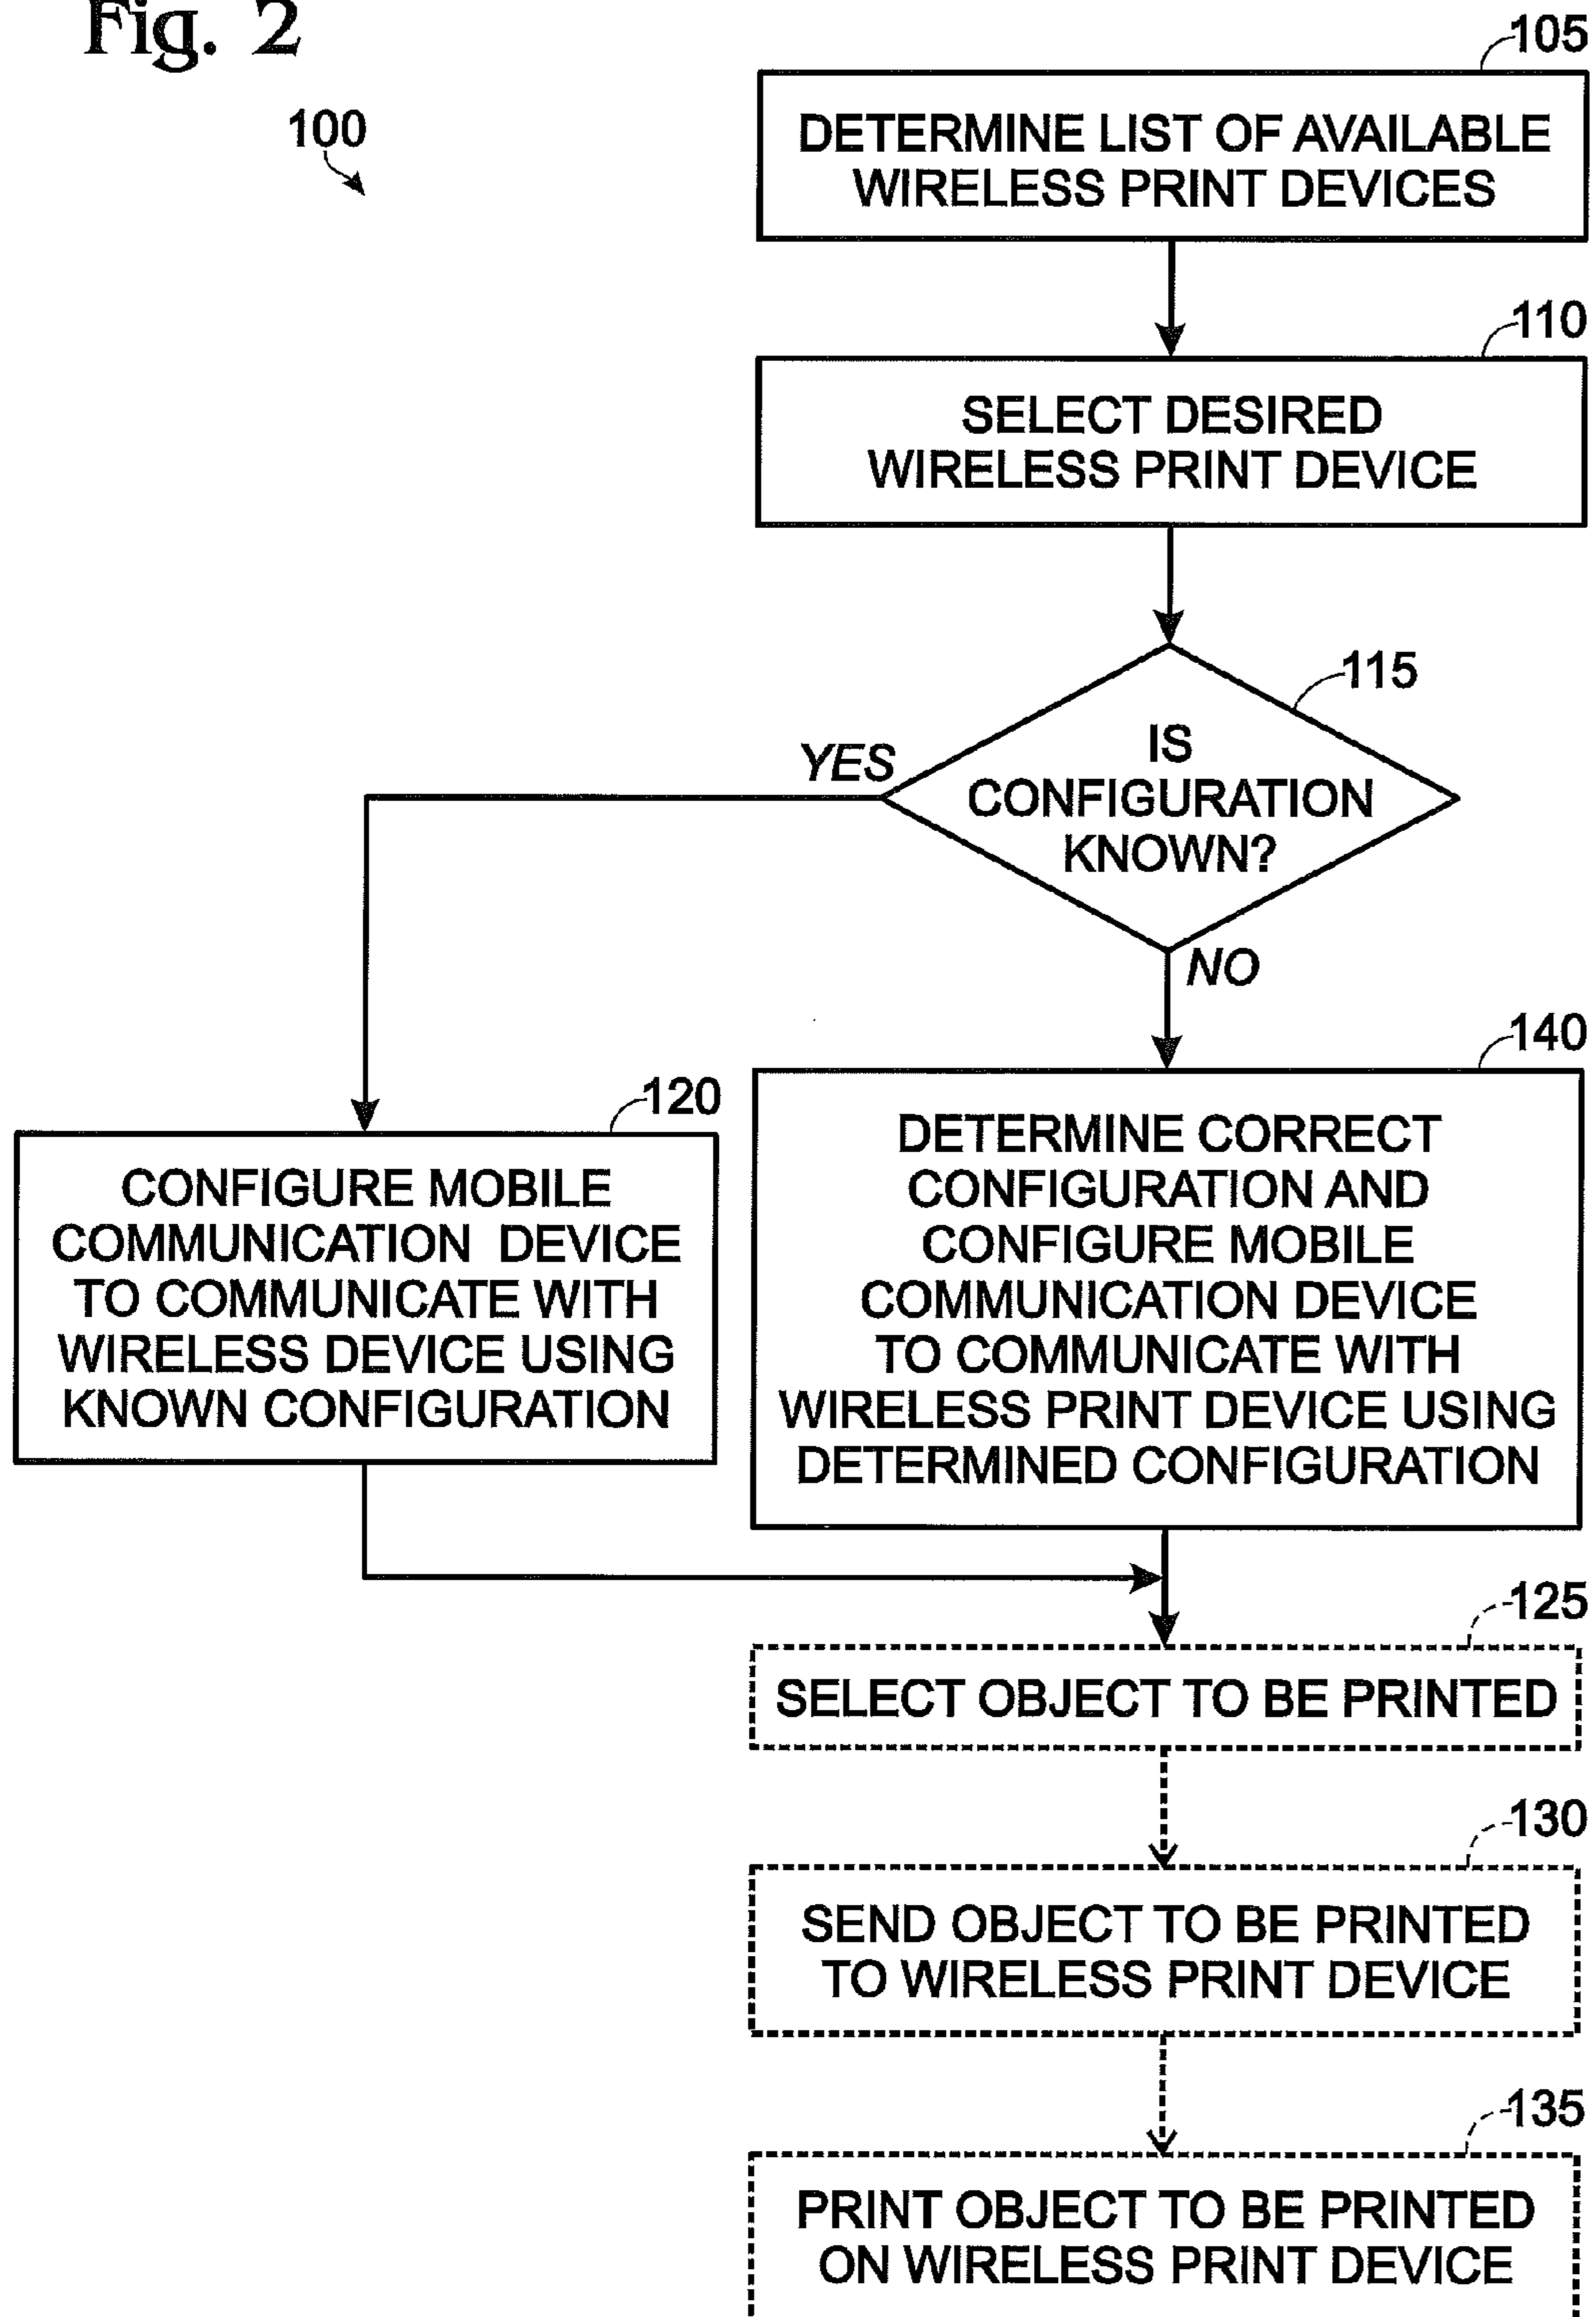 Fig. 2
100
105
DETERMINE LIST OF AVAILABLE
WIRELESS PRINT DEVICES
110
SELECT DESIRED
WIRELESS PRINT DEVICE
115
IS
CONFIGURATION
KNOWN?
YES
NO
120
CONFIGURE MOBILE
COMMUNICATION DEVICE
TO COMMUNICATE WITH
WIRELESS DEVICE USING
KNOWN CONFIGURATION
140
DETERMINE CORRECT
CONFIGURATION AND
CONFIGURE MOBILE
COMMUNICATION DEVICE
TO COMMUNICATE WITH
WIRELESS PRINT DEVICE USING
DETERMINED CONFIGURATION
125
SELECT OBJECT TO BE PRINTED
130
SEND OBJECT TO BE PRINTED
TO WIRELESS PRINT DEVICE
135
PRINT OBJECT TO BE PRINTED
ON WIRELESS PRINT DEVICE